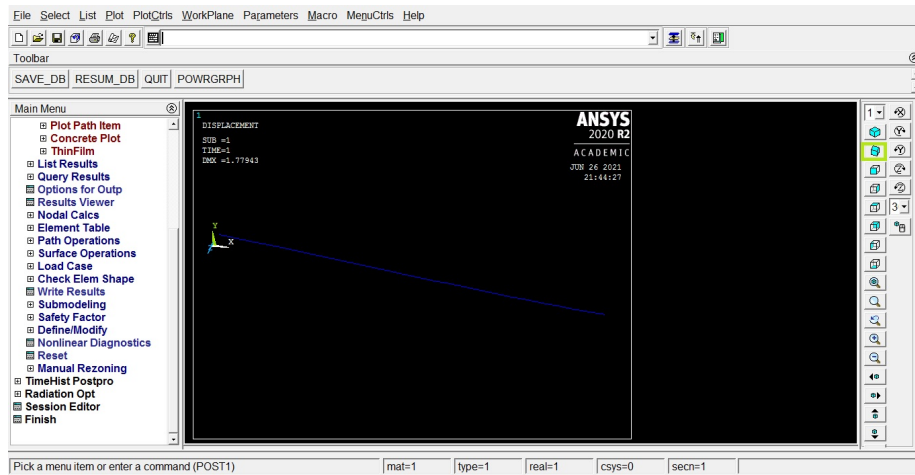 File Select List Plot PlotCtrls WorkPlane Parameters Macro MenuCtrls Help
Toolbar
SAVE_DB RESUM_DB QUIT POWRGRPH
Main Menu
Plot Path Item
Concrete Plot
ThinFilm
List Results
Query Results
Options for Outp
Results Viewer
Nodal Calcs
Element Table
Path Operations
Surface Operations
Load Case
Check Elem Shape
Write Results
Submodeling
Safety Factor
Define/Modify
Nonlinear Diagnostics
Reset
Manual Rezoning
TimeHist Postpro
Radiation Opt
Session Editor
Finish
1
DISPLACEMENT
SUB =1
TIME=1
DMX =1.77943
ANSYS
2020 R2
ACADEMIC
JUN 26 2021
21:44:27
Y
X
1
3
Pick a menu item or enter a command (POST1) mat=1 type=1 real=1 csys=0 secn=1